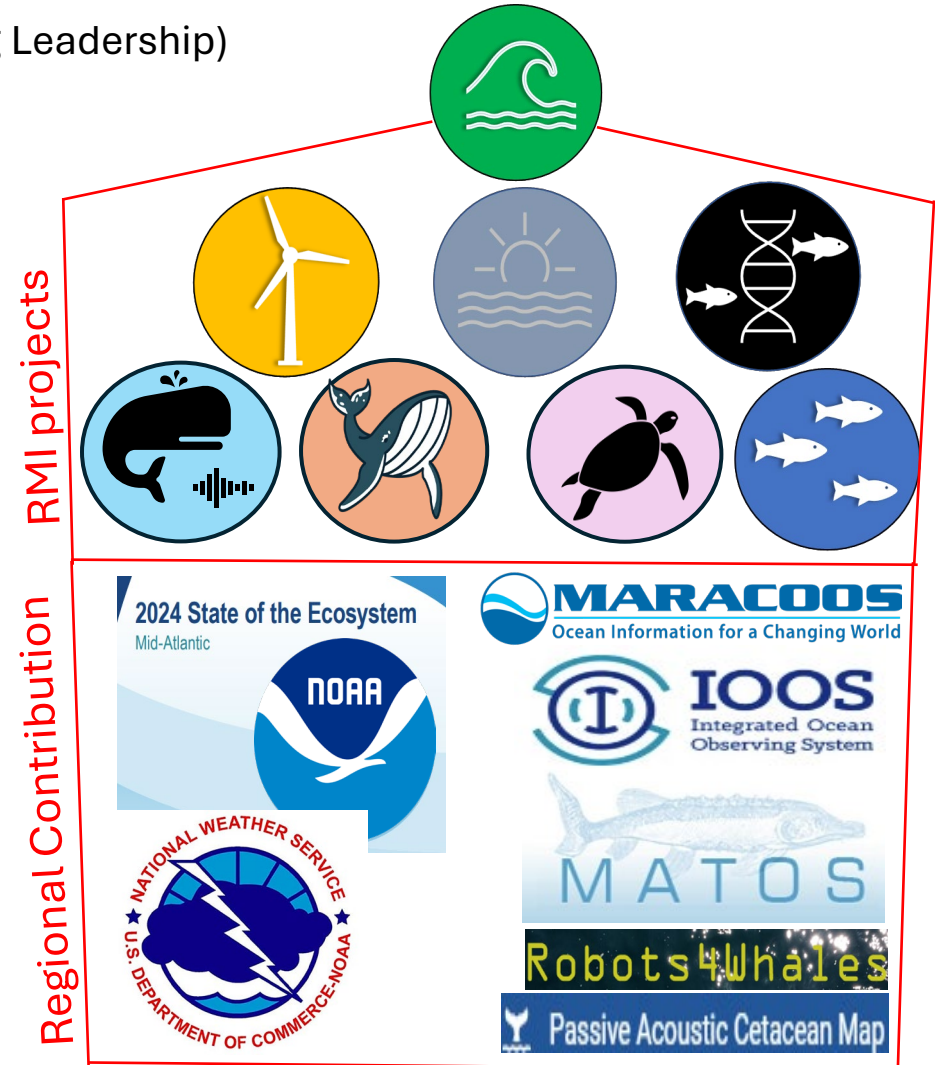 Leadership)
RMI projects
Regional Contribution
2024 State of the Ecosystem
Mid-Atlantic
NOAA
NATIONAL WEATHER SERVICE
U.S. DEPARTMENT OF COMMERCE-NOAA
MARACOOS
Ocean Information for a Changing World
IOOS
Integrated Ocean
Observing System
MATOS
Robots4Whales
Passive Acoustic Cetacean Map